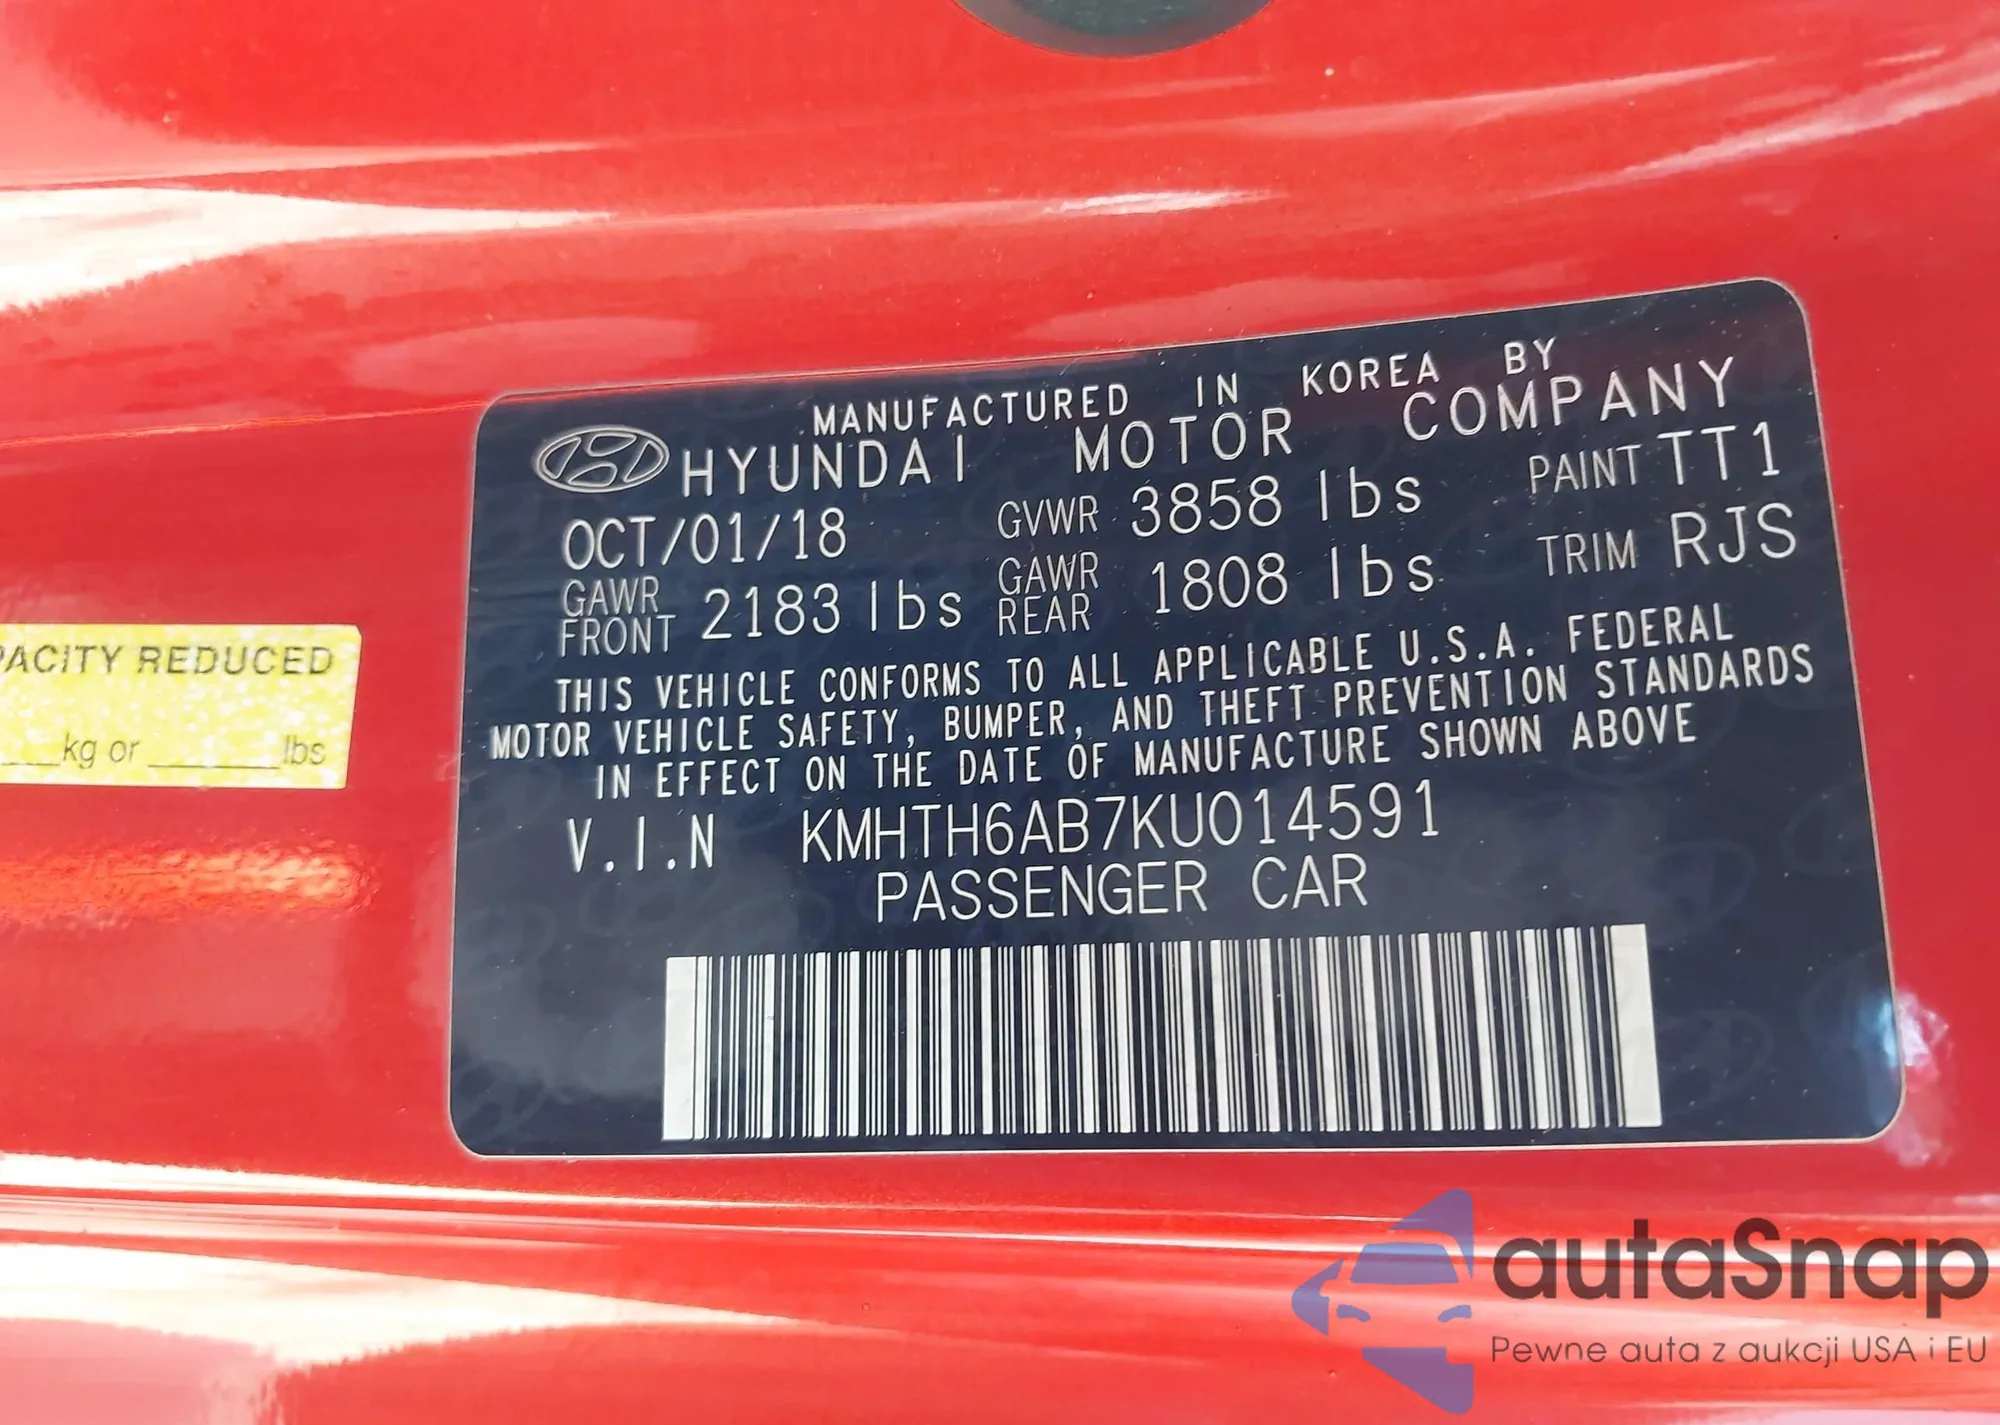 MANUFACTURED IN KOREA BY
HYUNDAI MOTOR COMPANY
OCT/01/18 GVWR 3858 lbs PAINT TT1
GAWR FRONT 2183 lbs GAWR REAR 1808 lbs TRIM RJS
THIS VEHICLE CONFORMS TO ALL APPLICABLE U.S.A. FEDERAL
MOTOR VEHICLE SAFETY, BUMPER, AND THEFT PREVENTION STANDARDS
IN EFFECT ON THE DATE OF MANUFACTURE SHOWN ABOVE
V.I.N KMHTH6AB7KU014591
PASSENGER CAR
PACITY REDUCED
____kg or _______lbs
autaSnap
Pewne auta z aukcji USA i EU